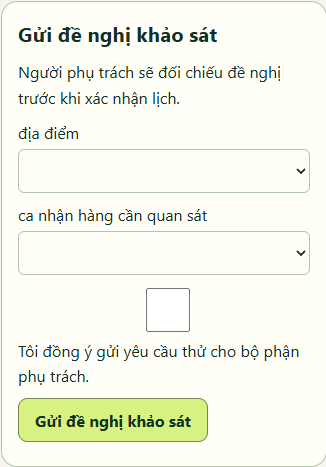 Gửi đề nghị khảo sát
Người phụ trách sẽ đối chiếu đề nghị
trước khi xác nhận lịch.
địa điểm
ca nhận hàng cần quan sát
Tôi đồng ý gửi yêu cầu thử cho bộ phận
phụ trách.
Gửi đề nghị khảo sát